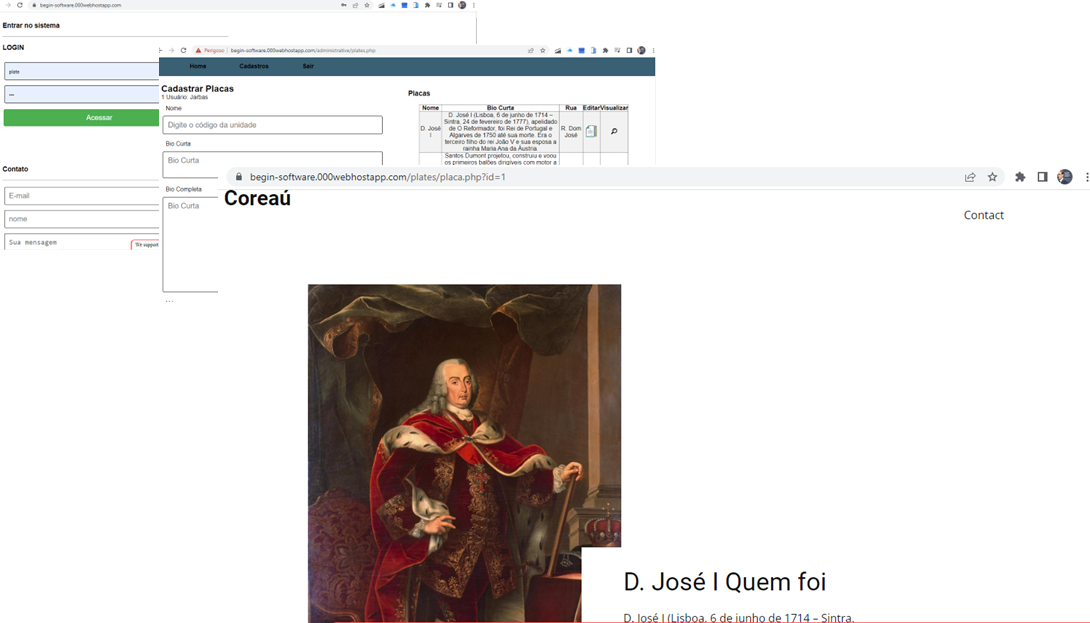 begin-software.000webhostapp.com
Entrar no sistema
LOGIN
plate
Acessar
Contato
E-mail
nome
Sua mensagem
We support
Perigoso
begin-software.000webhostapp.com/administrative/plates.php
Home Cadastros Sair
Cadastrar Placas
1 Usuário: Jarbas
Nome
Digite o código da unidade
Bio Curta
Bio Curta
Bio Completa
Bio Curta
...
Placas
Nome Bio Curta Rua Editar Visualizar
D. José I
D. José I (Lisboa, 6 de junho de 1714 –
Sintra, 24 de fevereiro de 1777), apelidado
de O Reformador, foi Rei de Portugal e
Algarves de 1750 até sua morte. Era o
terceiro filho do rei João V e sua esposa a
rainha Maria Ana da Áustria.
R. Dom
José
Santos Dumont projetou, construiu e voou
os primeiros balões dirigíveis com motor a
begin-software.000webhostapp.com/plates/placa.php?id=1
Coreaú
Contact
D. José I Quem foi
D. José I (Lisboa, 6 de junho de 1714 – Sintra,